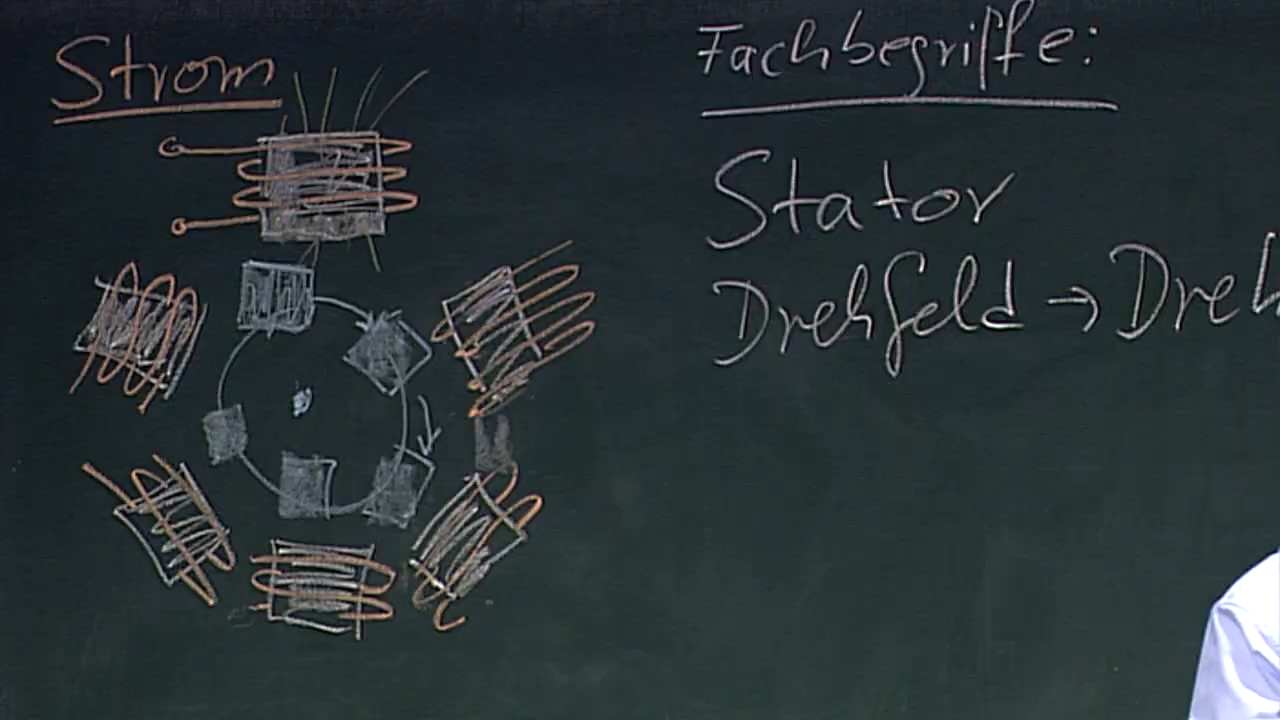 Strom
Fachbegriffe:
Stator
Drehfeld → Dreh